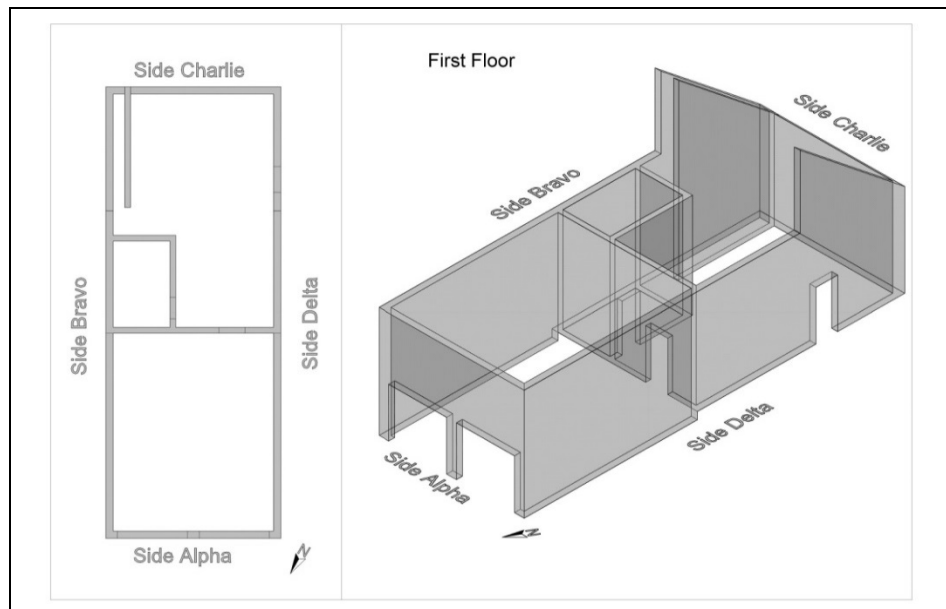 Side Charlie
Side Bravo
Side Delta
Side Alpha
N
First Floor
Side Charlie
Side Bravo
Side Delta
Side Alpha
N